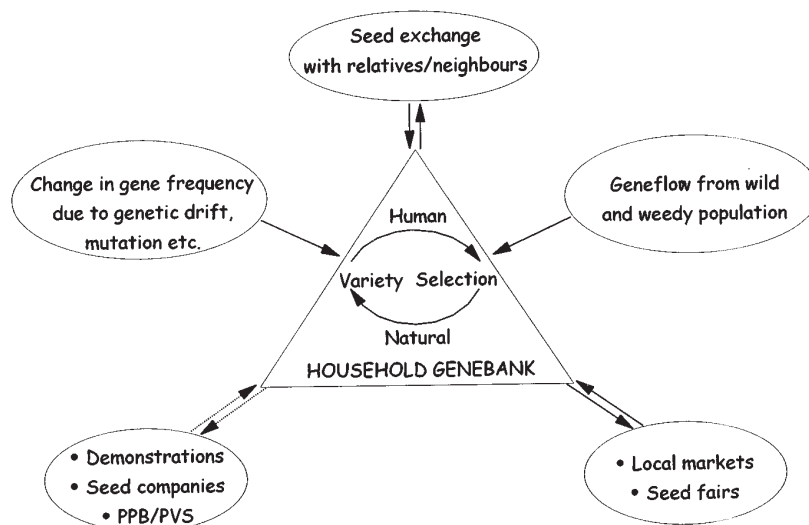 Seed exchange
with relatives/neighbours
Change in gene frequency
due to genetic drift,
mutation etc.
Geneflow from wild
and weedy population
Human
Variety Selection
Natural
HOUSEHOLD GENEBANK
• Demonstrations
• Seed companies
• PPB/PVS
• Local markets
• Seed fairs